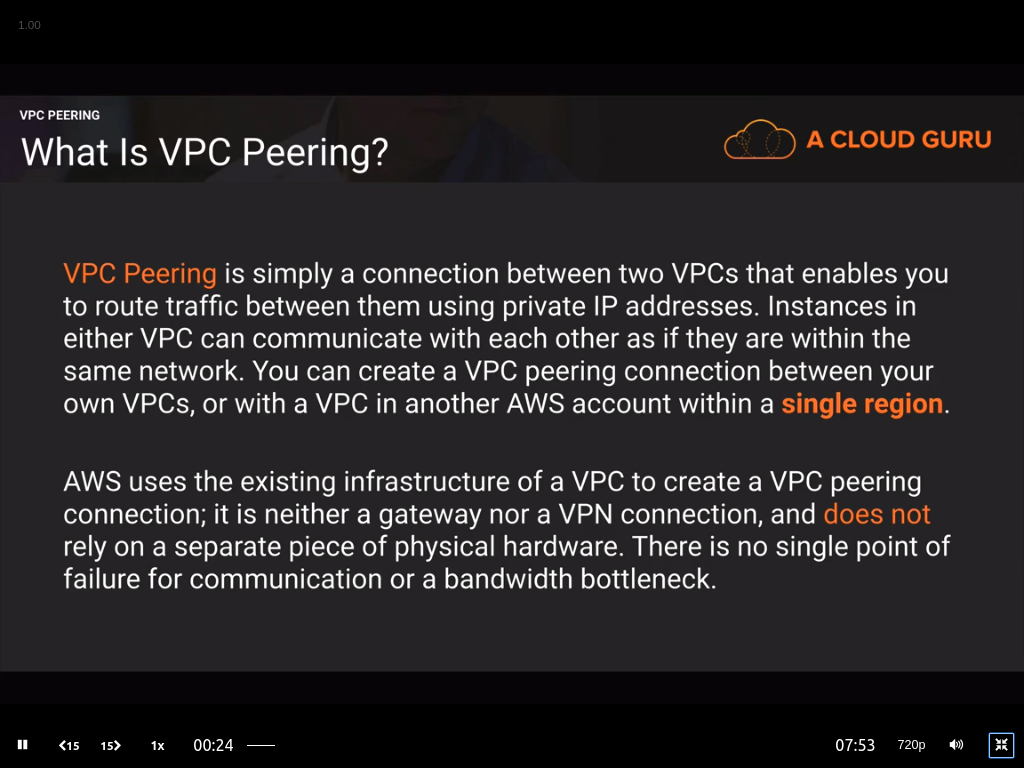 1.00
VPC PEERING
What Is VPC Peering?
A CLOUD GURU
VPC Peering is simply a connection between two VPCs that enables you
to route traffic between them using private IP addresses. Instances in
either VPC can communicate with each other as if they are within the
same network. You can create a VPC peering connection between your
own VPCs, or with a VPC in another AWS account within a single region.
AWS uses the existing infrastructure of a VPC to create a VPC peering
connection; it is neither a gateway nor a VPN connection, and does not
rely on a separate piece of physical hardware. There is no single point of
failure for communication or a bandwidth bottleneck.
15 15 1x 00:24 07:53 720p